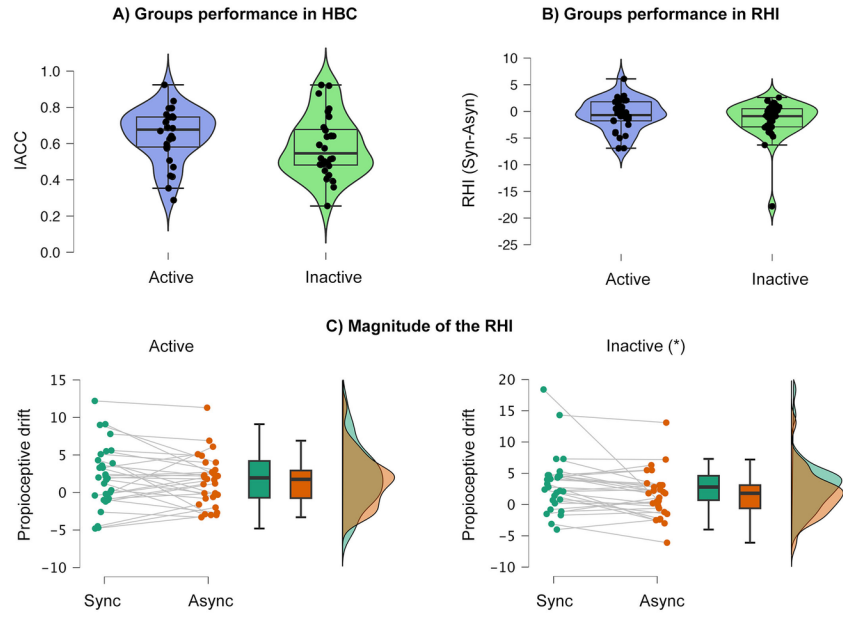 A) Groups performance in HBC
B) Groups performance in RHI
IACC
1.0
0.8
0.6
0.4
0.2
0.0
Active
Inactive
RHI (Syn-Asyn)
10
5
0
-5
-10
-15
-20
-25
Active
Inactive
C) Magnitude of the RHI
Active
Propioceptive drift
15
10
5
0
−5
−10
Sync
Async
Inactive (*)
Propioceptive drift
20
15
10
5
0
−5
−10
Sync
Async